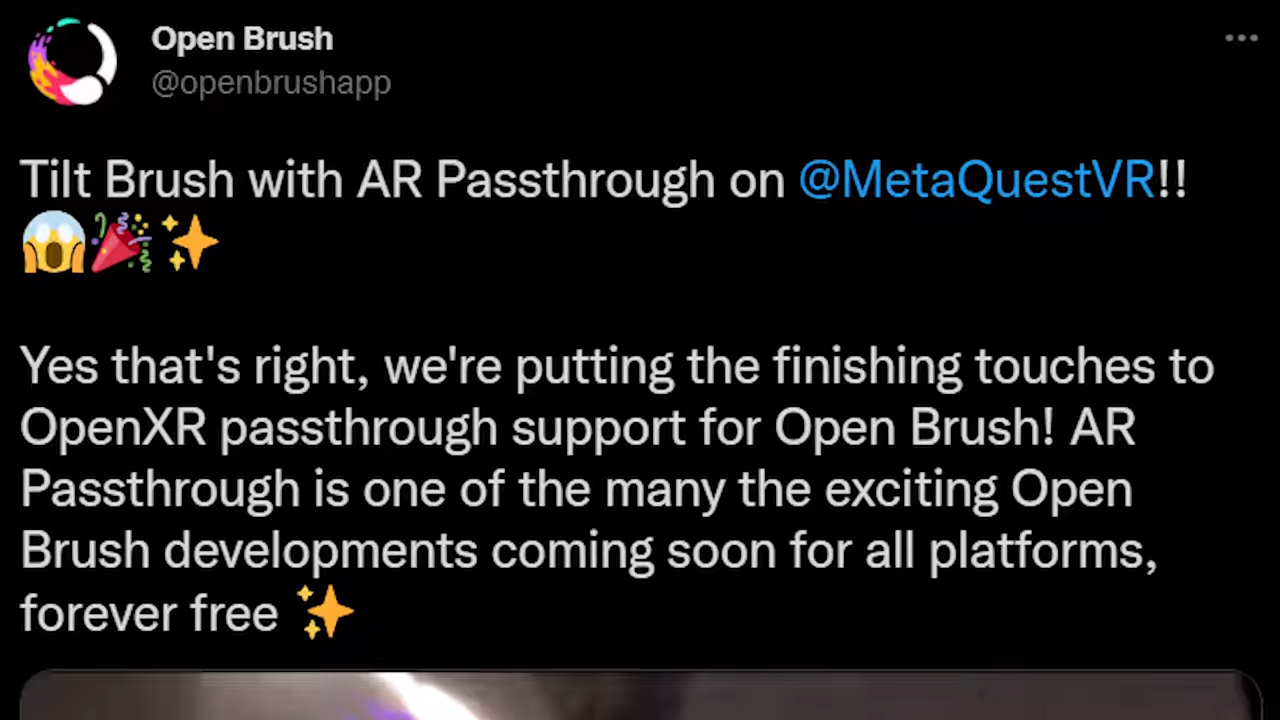 Open Brush
@openbrushapp
Tilt Brush with AR Passthrough on @MetaQuestVR!!
😱🎉✨
Yes that's right, we're putting the finishing touches to
OpenXR passthrough support for Open Brush! AR
Passthrough is one of the many the exciting Open
Brush developments coming soon for all platforms,
forever free ✨